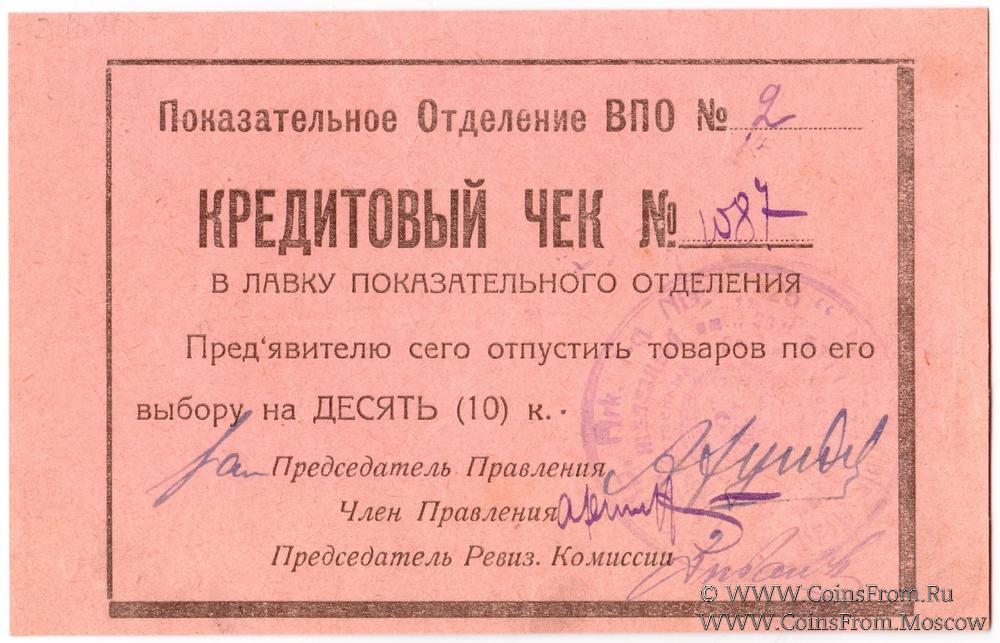 Показательное Отделение ВПО № 2
КРЕДИТОВЫЙ ЧЕК № 1087
В ЛАВКУ ПОКАЗАТЕЛЬНОГО ОТДЕЛЕНИЯ
Пред‘явителю сего отпустить товаров по его
выбору на ДЕСЯТЬ (10) к.
Председатель Правления
Член Правления
Председатель Ревиз. Комиссии
© WWW.CoinsFrom.Ru
WWW.CoinsFrom.Moscow